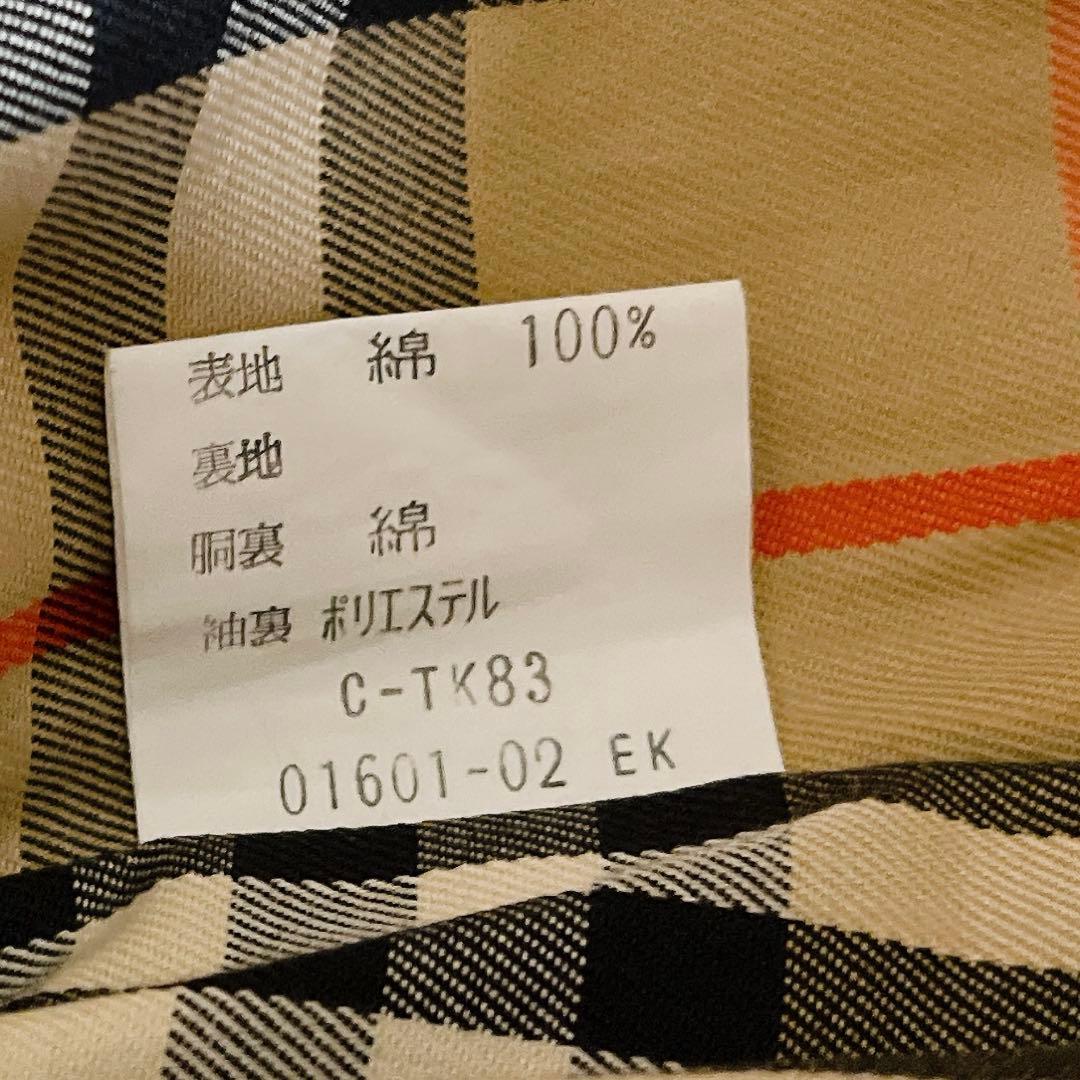 表地 綿 100%
裏地
胴裏 綿
袖裏 ポリエステル
C-TK83
01601-02 EK